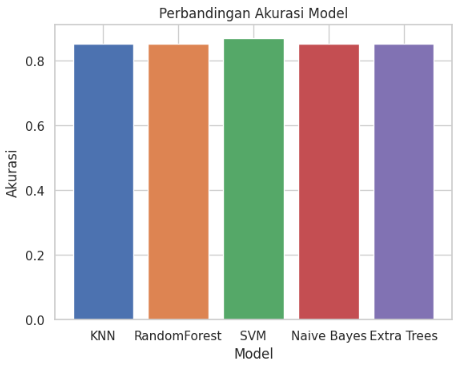 Perbandingan Akurasi Model
Akurasi
0.8
0.6
0.4
0.2
0.0
KNN RandomForest SVM Naive Bayes Extra Trees
Model